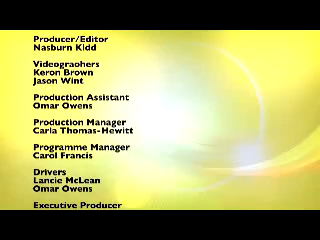 Producer/Editor
Nasburn Kidd
Videograohers
Keron Brown
Jason Wint
Production Assistant
Omar Owens
Production Manager
Carla Thomas-Hewitt
Programme Manager
Carol Francis
Drivers
Lancie McLean
Omar Owens
Executive Producer